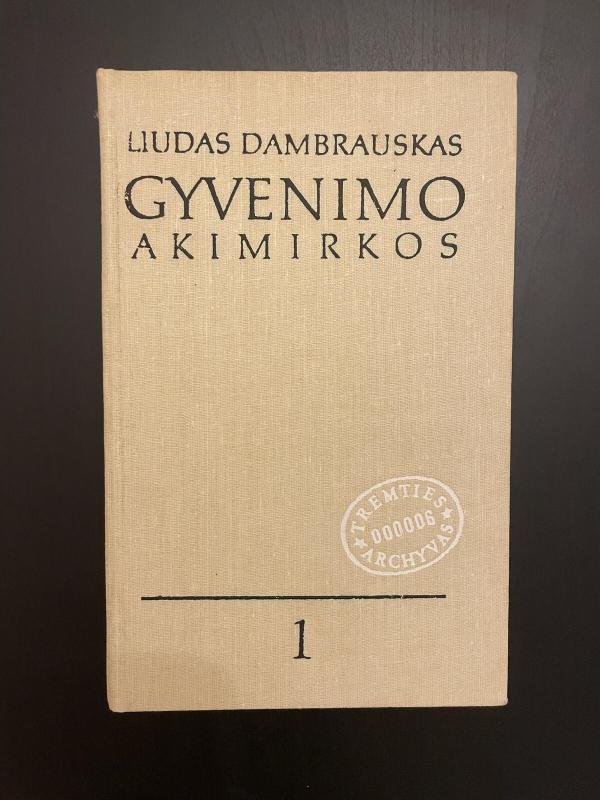 LIUDAS DAMBRAUSKAS
GYVENIMO
AKIMIRKOS
TREMTIES
000006
ARCHYVAS
1